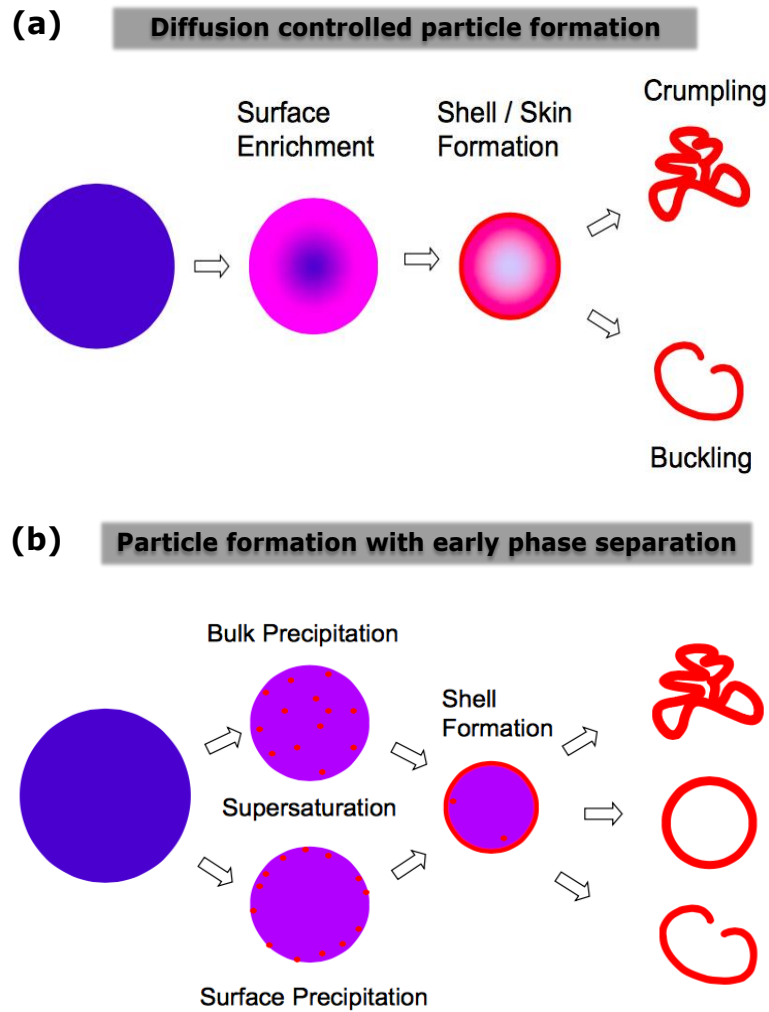 (a)
Diffusion controlled particle formation
Surface
Enrichment
Shell / Skin
Formation
Crumpling
Buckling
(b)
Particle formation with early phase separation
Bulk Precipitation
Shell
Formation
Supersaturation
Surface Precipitation